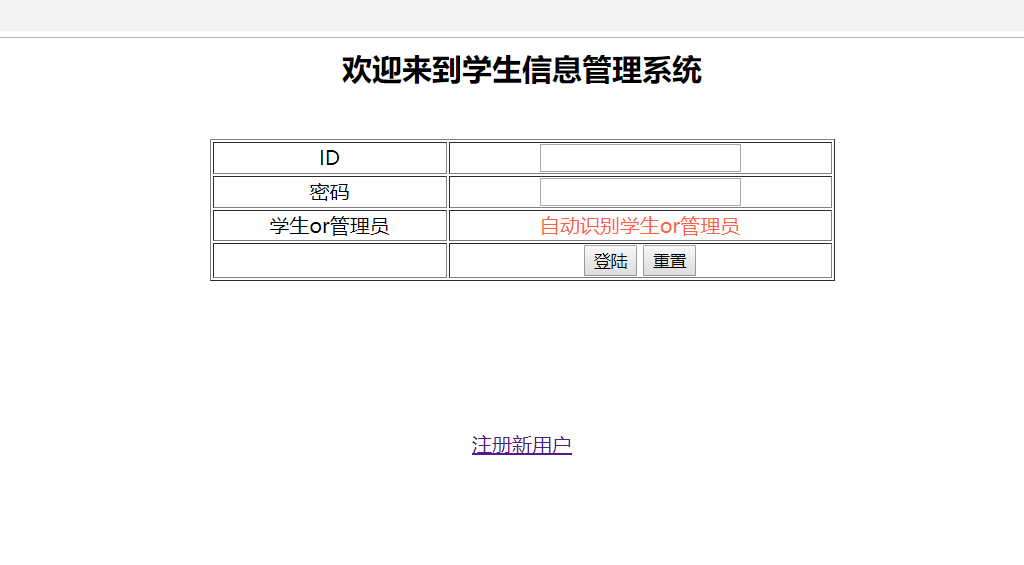 欢迎来到学生信息管理系统
ID
密码
学生or管理员 自动识别学生or管理员
登陆 重置
注册新用户